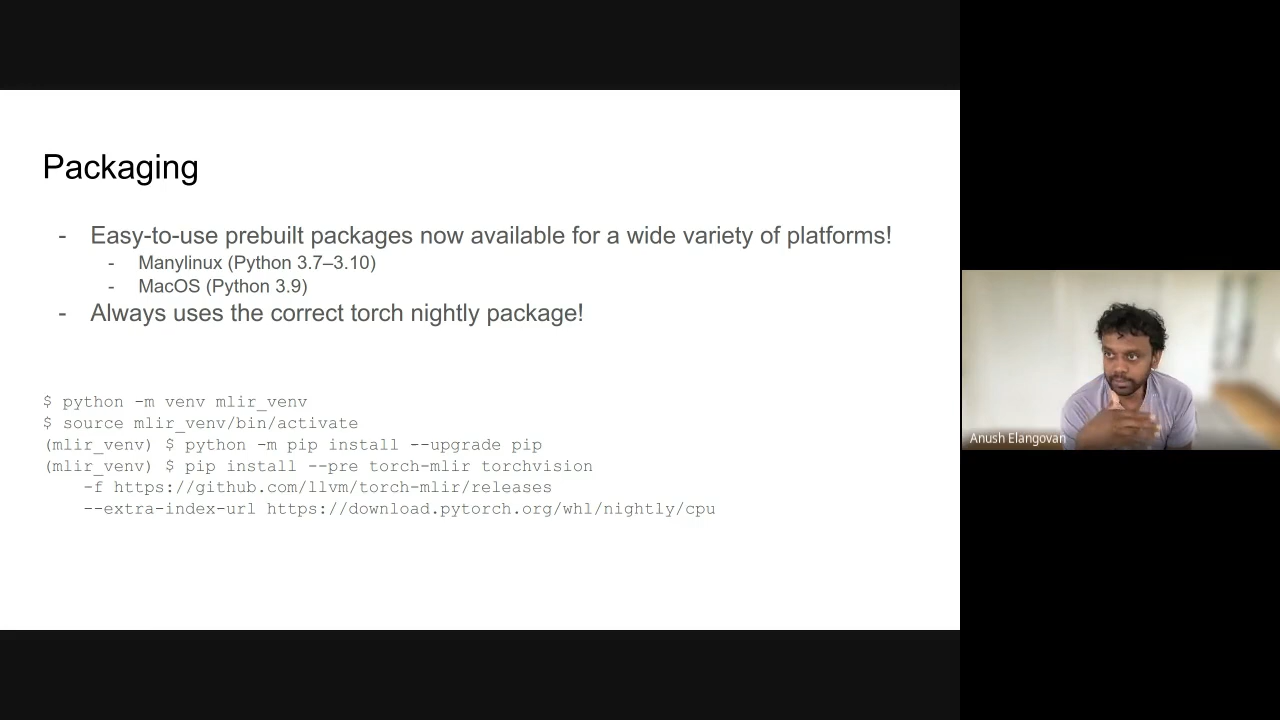 Packaging
- Easy-to-use prebuilt packages now available for a wide variety of platforms!
- Manylinux (Python 3.7–3.10)
- MacOS (Python 3.9)
- Always uses the correct torch nightly package!
$ python -m venv mlir_venv
$ source mlir_venv/bin/activate
(mlir_venv) $ python -m pip install --upgrade pip
(mlir_venv) $ pip install --pre torch-mlir torchvision
-f https://github.com/llvm/torch-mlir/releases
--extra-index-url https://download.pytorch.org/whl/nightly/cpu
Anush Elangovan